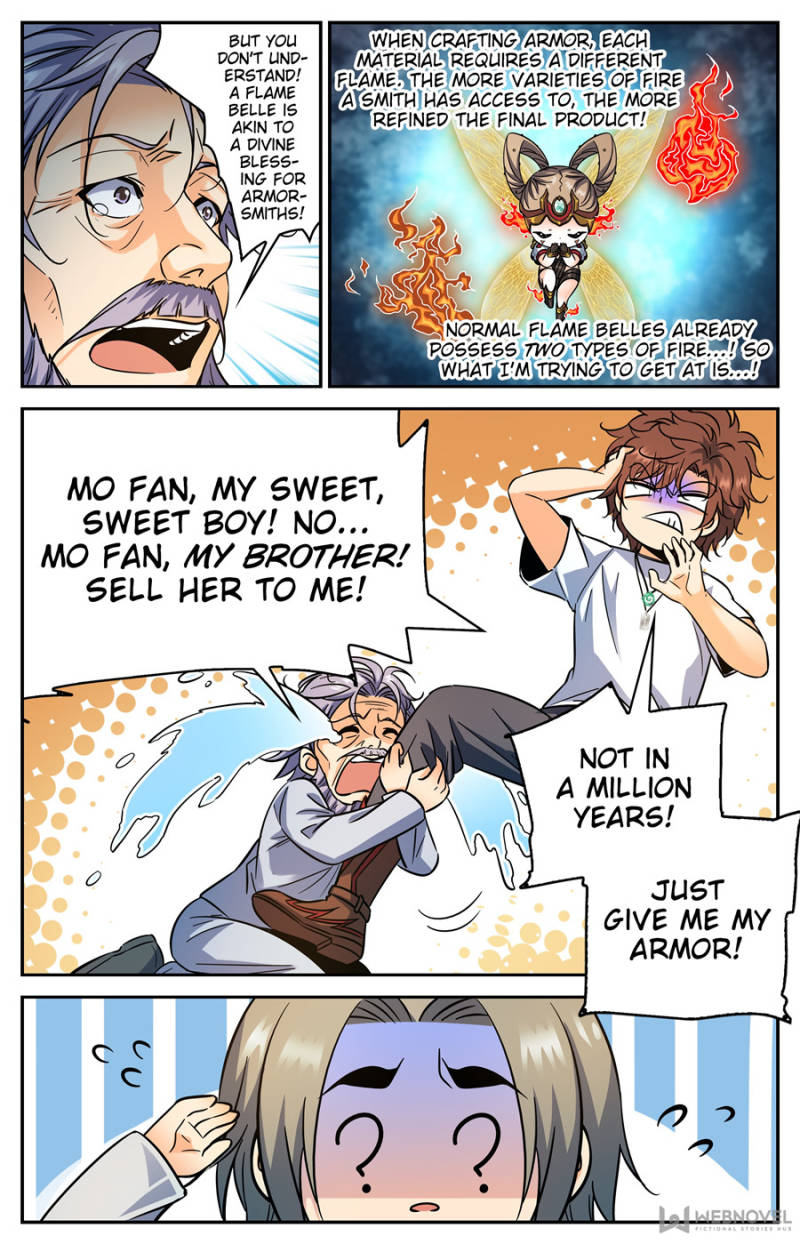 BUT YOU
DON'T UND-
ERSTAND!
A FLAME
BELLE IS
AKIN TO
A DIVINE
BLESS-
ING FOR
ARMOR-
SMITHS!
WHEN CRAFTING ARMOR, EACH
MATERIAL REQUIRES A DIFFERENT
FLAME. THE MORE VARIETIES OF FIRE
A SMITH HAS ACCESS TO, THE MORE
REFINED THE FINAL PRODUCT!
NORMAL FLAME BELLES ALREADY
POSSESS TWO TYPES OF FIRE...! SO
WHAT I'M TRYING TO GET AT IS...!
MO FAN, MY SWEET,
SWEET BOY! NO...
MO FAN, MY BROTHER!
SELL HER TO ME!
NOT IN
A MILLION
YEARS!
JUST
GIVE ME MY
ARMOR!
? ?
WEBNOVEL
FICTIONAL STORIES HUB